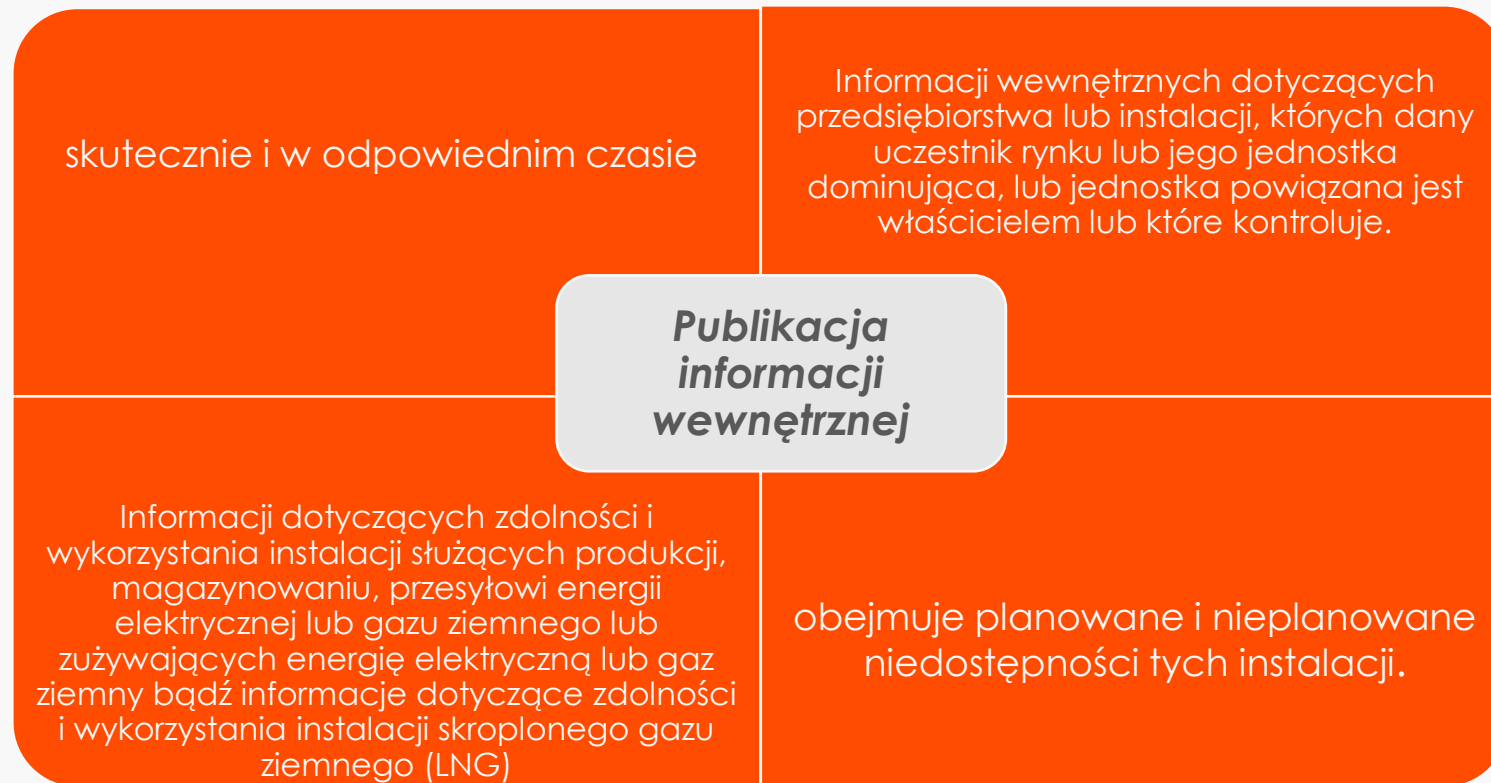 skutecznie i w odpowiednim czasie
Informacji wewnętrznych dotyczących
przedsiębiorstwa lub instalacji, których dany
uczestnik rynku lub jego jednostka
dominująca, lub jednostka powiązana jest
właścicielem lub które kontroluje.
Publikacja
informacji
wewnętrznej
Informacji dotyczących zdolności i
wykorzystania instalacji służących produkcji,
magazynowaniu, przesyłowi energii
elektrycznej lub gazu ziemnego lub
zużywających energię elektryczną lub gaz
ziemny bądź informacje dotyczące zdolności
i wykorzystania instalacji skroplonego gazu
ziemnego (LNG)
obejmuje planowane i nieplanowane
niedostępności tych instalacji.